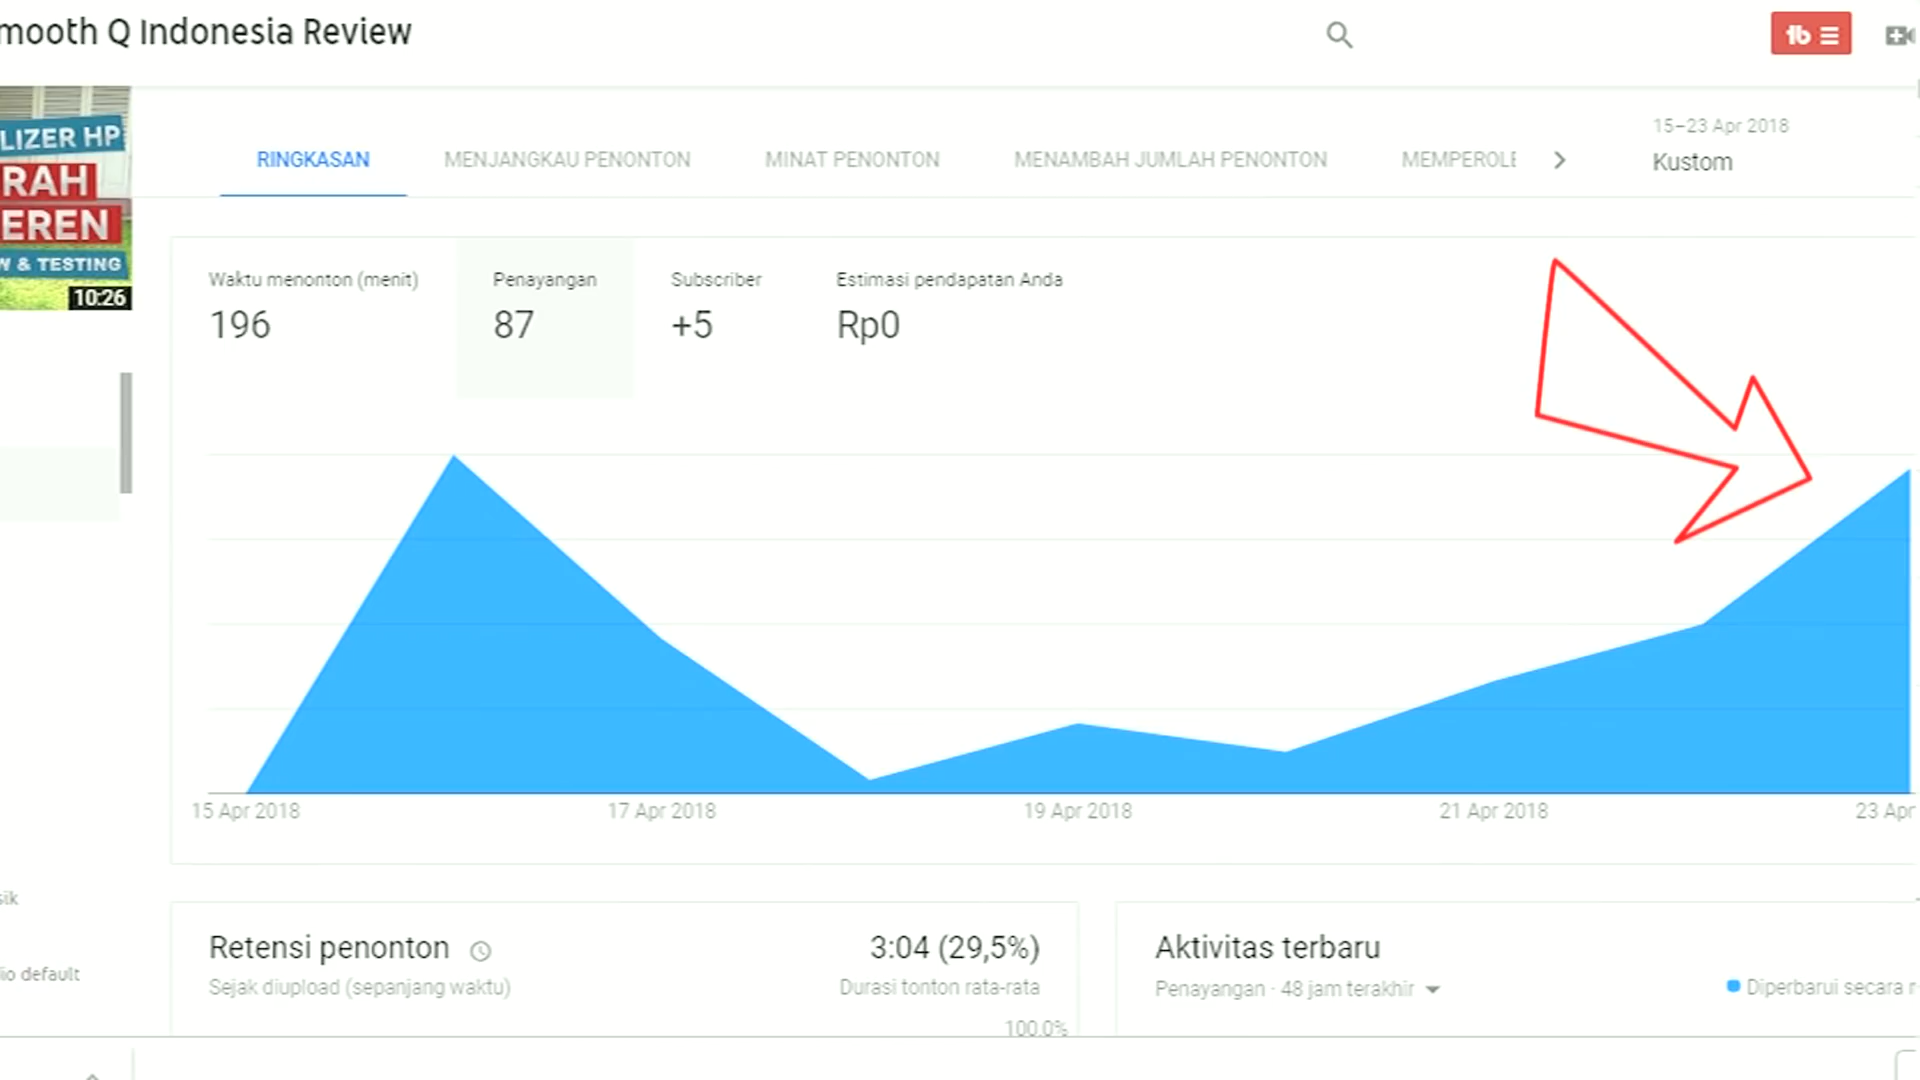 mooth Q Indonesia Review
LIZER HP
RAH
EREN
W & TESTING
10:26
RINGKASAN
MENJANGKAU PENONTON
MINAT PENONTON
MENAMBAH JUMLAH PENONTON
MEMPEROLE
15–23 Apr 2018
Kustom
Waktu menonton (menit)
196
Penayangan
87
Subscriber
+5
Estimasi pendapatan Anda
Rp0
15 Apr 2018
17 Apr 2018
19 Apr 2018
21 Apr 2018
23 Apr
sik
io default
Retensi penonton
3:04 (29,5%)
Sejak diupload (sepanjang waktu)
Durasi tonton rata-rata
100.0%
Aktivitas terbaru
Penayangan · 48 jam terakhir
Diperbarui secara r